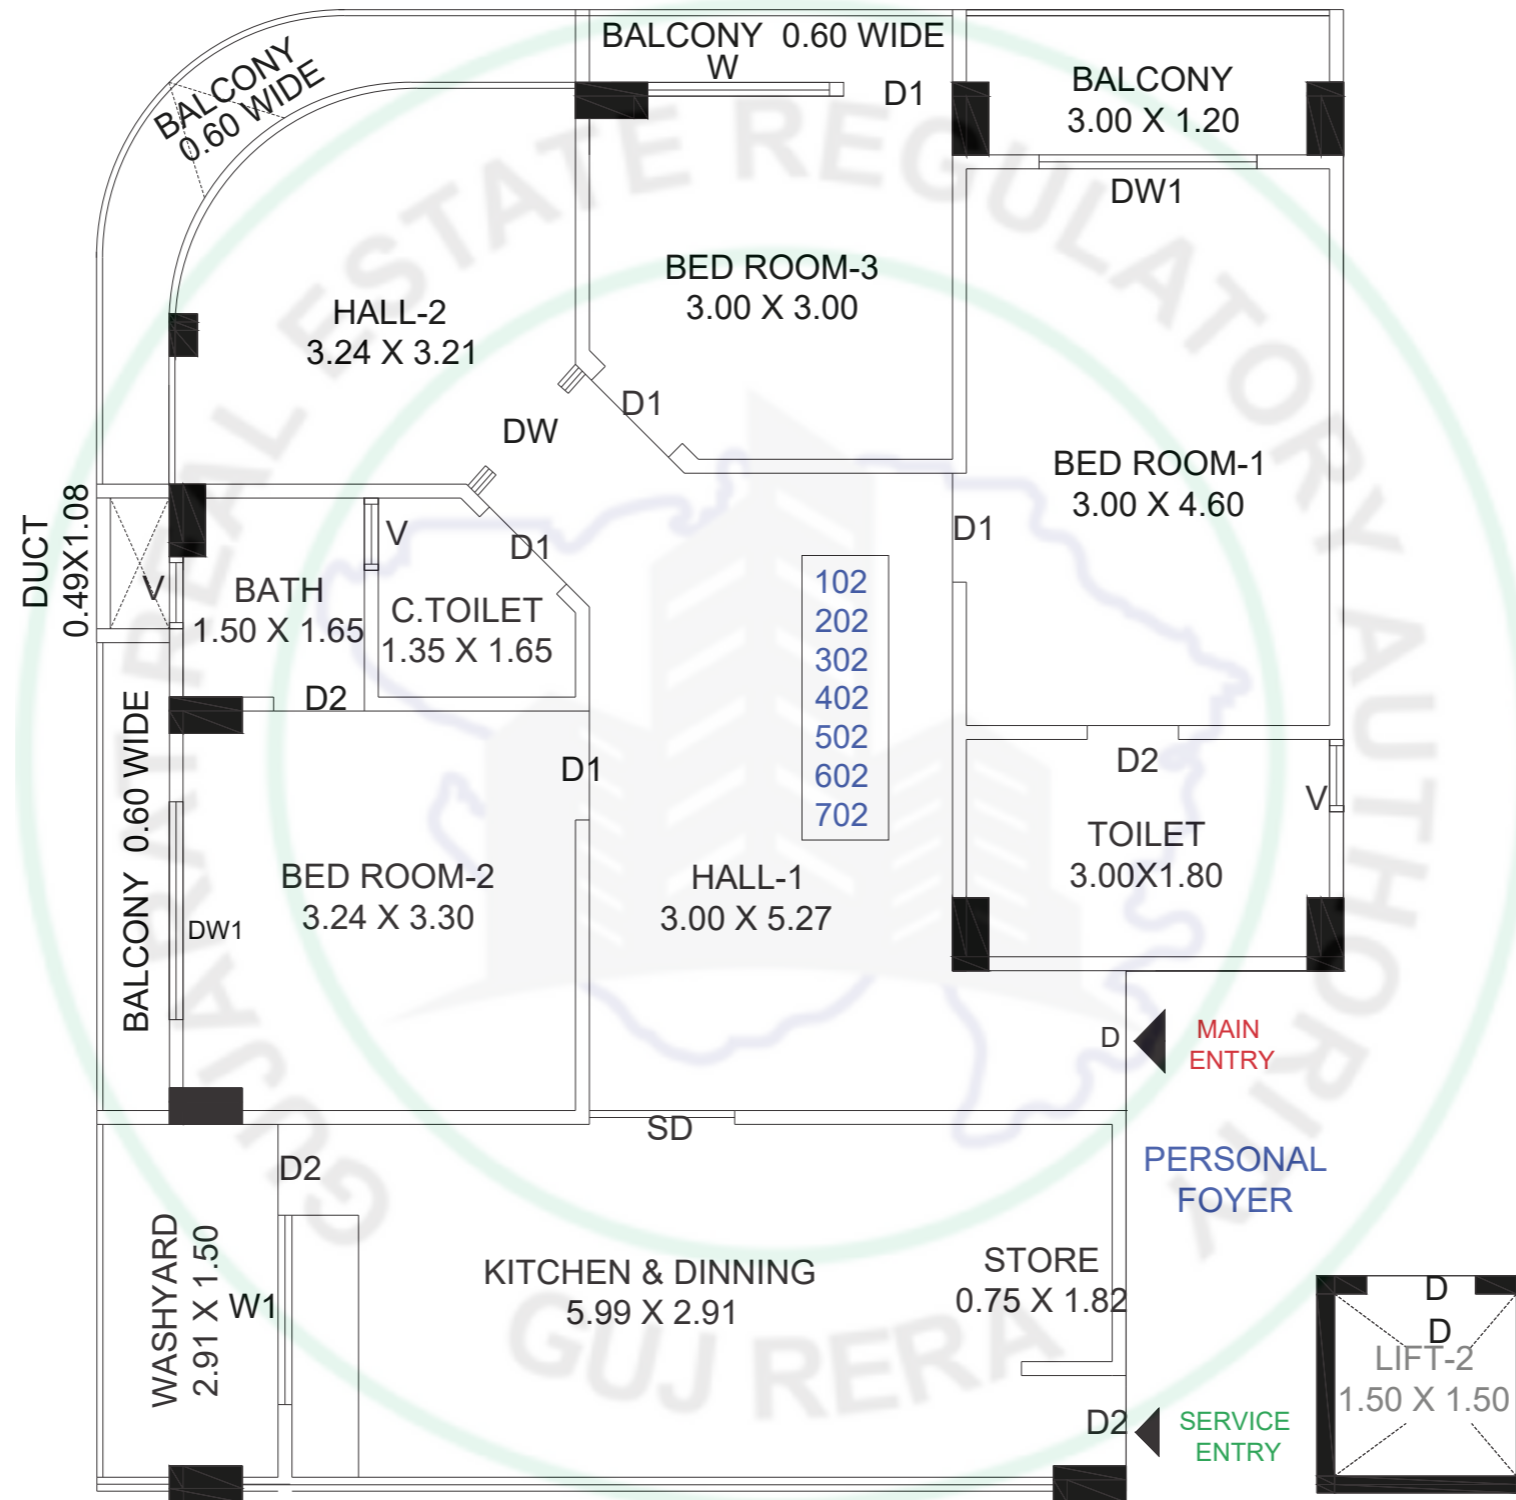 BALCONY 0.60 WIDE
W
D1
BALCONY
0.60 WIDE
BALCONY
3.00 X 1.20
DW1
BED ROOM-3
3.00 X 3.00
HALL-2
3.24 X 3.21
D1
DW
BED ROOM-1
3.00 X 4.60
DUCT
0.49X1.08
V
V
D1
D1
BATH
1.50 X 1.65
C.TOILET
1.35 X 1.65
102
202
302
402
502
602
702
D2
D1
D2
V
BALCONY 0.60 WIDE
DW1
BED ROOM-2
3.24 X 3.30
HALL-1
3.00 X 5.27
TOILET
3.00X1.80
D
MAIN
ENTRY
SD
D2
PERSONAL
FOYER
WASHYARD
2.91 X 1.50
W1
KITCHEN & DINNING
5.99 X 2.91
STORE
0.75 X 1.82
D
D
LIFT-2
1.50 X 1.50
D2
SERVICE
ENTRY
GUJARAT REAL ESTATE REGULATORY AUTHORITY
GUJ RERA